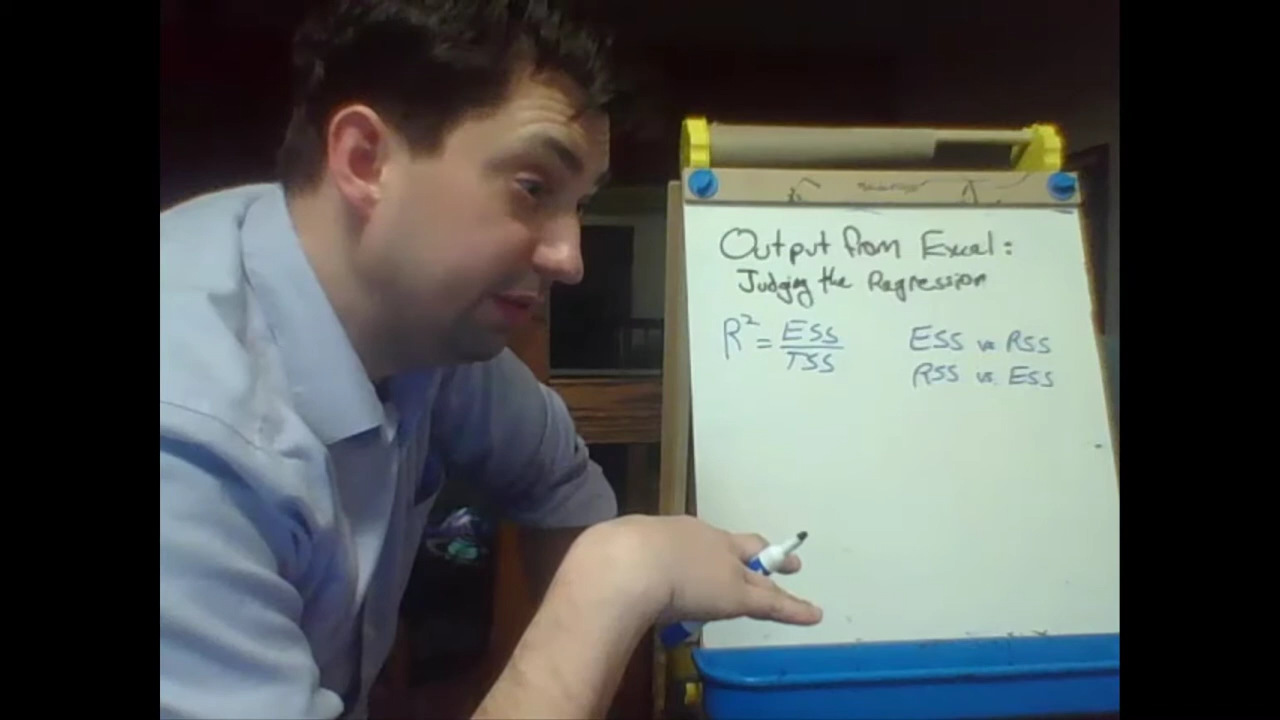 Output from Excel:
Judging the Regression
R² = ESS / TSS
ESS vs RSS
RSS vs. ESS